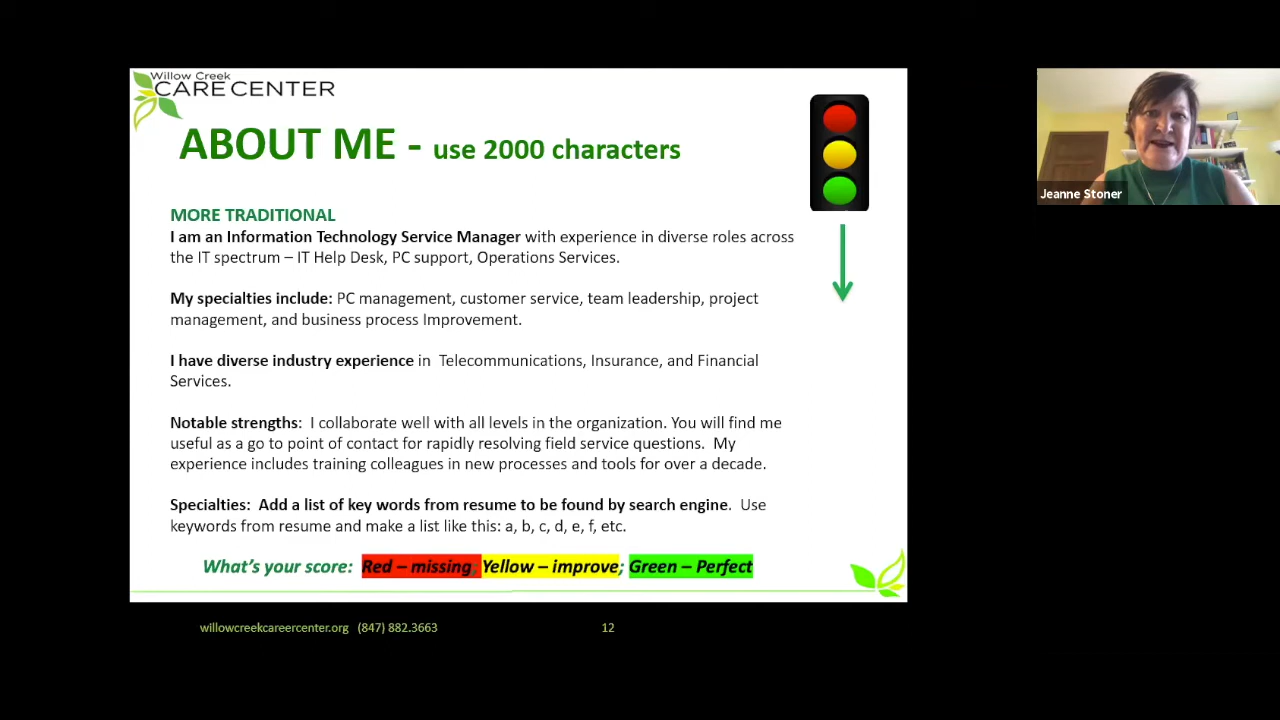 Willow Creek
CARE CENTER
ABOUT ME - use 2000 characters
MORE TRADITIONAL
I am an Information Technology Service Manager with experience in diverse roles across
the IT spectrum – IT Help Desk, PC support, Operations Services.
My specialties include: PC management, customer service, team leadership, project
management, and business process Improvement.
I have diverse industry experience in Telecommunications, Insurance, and Financial
Services.
Notable strengths: I collaborate well with all levels in the organization. You will find me
useful as a go to point of contact for rapidly resolving field service questions. My
experience includes training colleagues in new processes and tools for over a decade.
Specialties: Add a list of key words from resume to be found by search engine. Use
keywords from resume and make a list like this: a, b, c, d, e, f, etc.
What's your score: Red – missing; Yellow – improve; Green – Perfect
willowcreekcareercenter.org (847) 882.3663 12
Jeanne Stoner